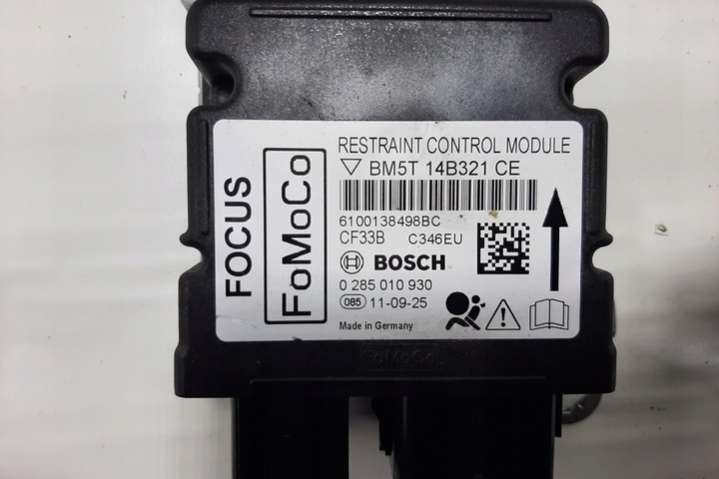 FOCUS
FoMoCo
RESTRAINT CONTROL MODULE
BM5T 14B321 CE
6100138498BC
CF33B C346EU
BOSCH
0 285 010 930
085 11-09-25
Made in Germany
FoMoCo